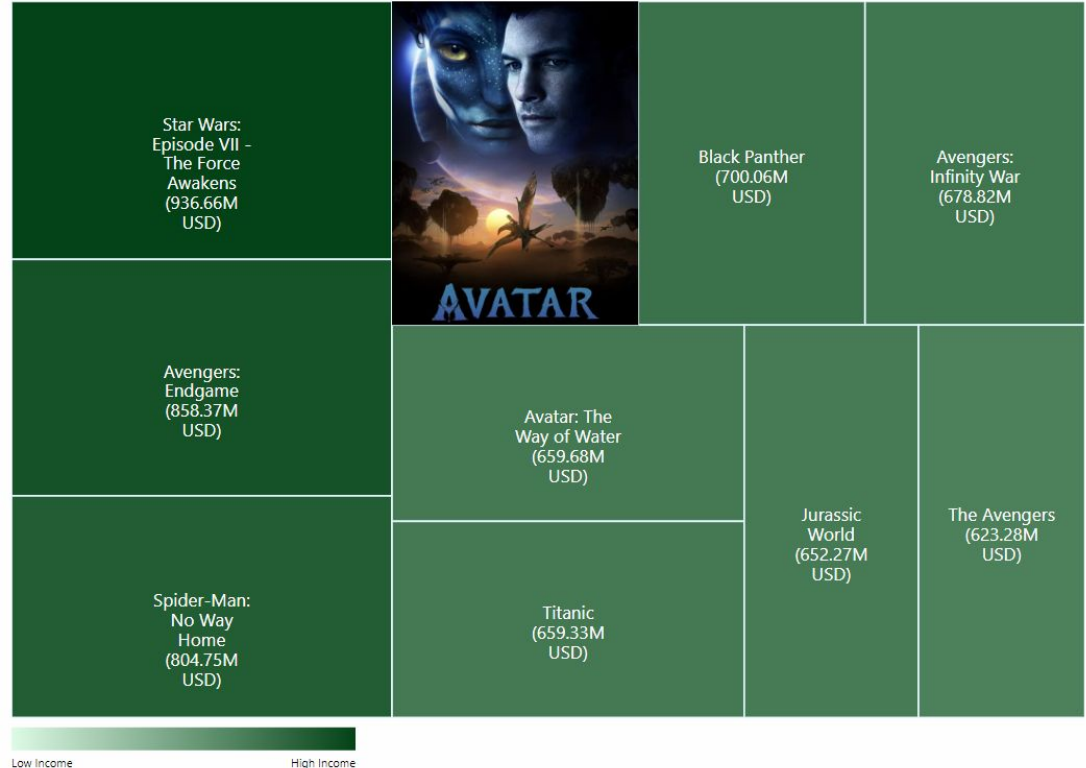 Star Wars:
Episode VII -
The Force
Awakens
(936.66M
USD)
AVATAR
Black Panther
(700.06M
USD)
Avengers:
Infinity War
(678.82M
USD)
Avengers:
Endgame
(858.37M
USD)
Avatar: The
Way of Water
(659.68M
USD)
Jurassic
World
(652.27M
USD)
The Avengers
(623.28M
USD)
Spider-Man:
No Way
Home
(804.75M
USD)
Titanic
(659.33M
USD)
Low Income
High Income